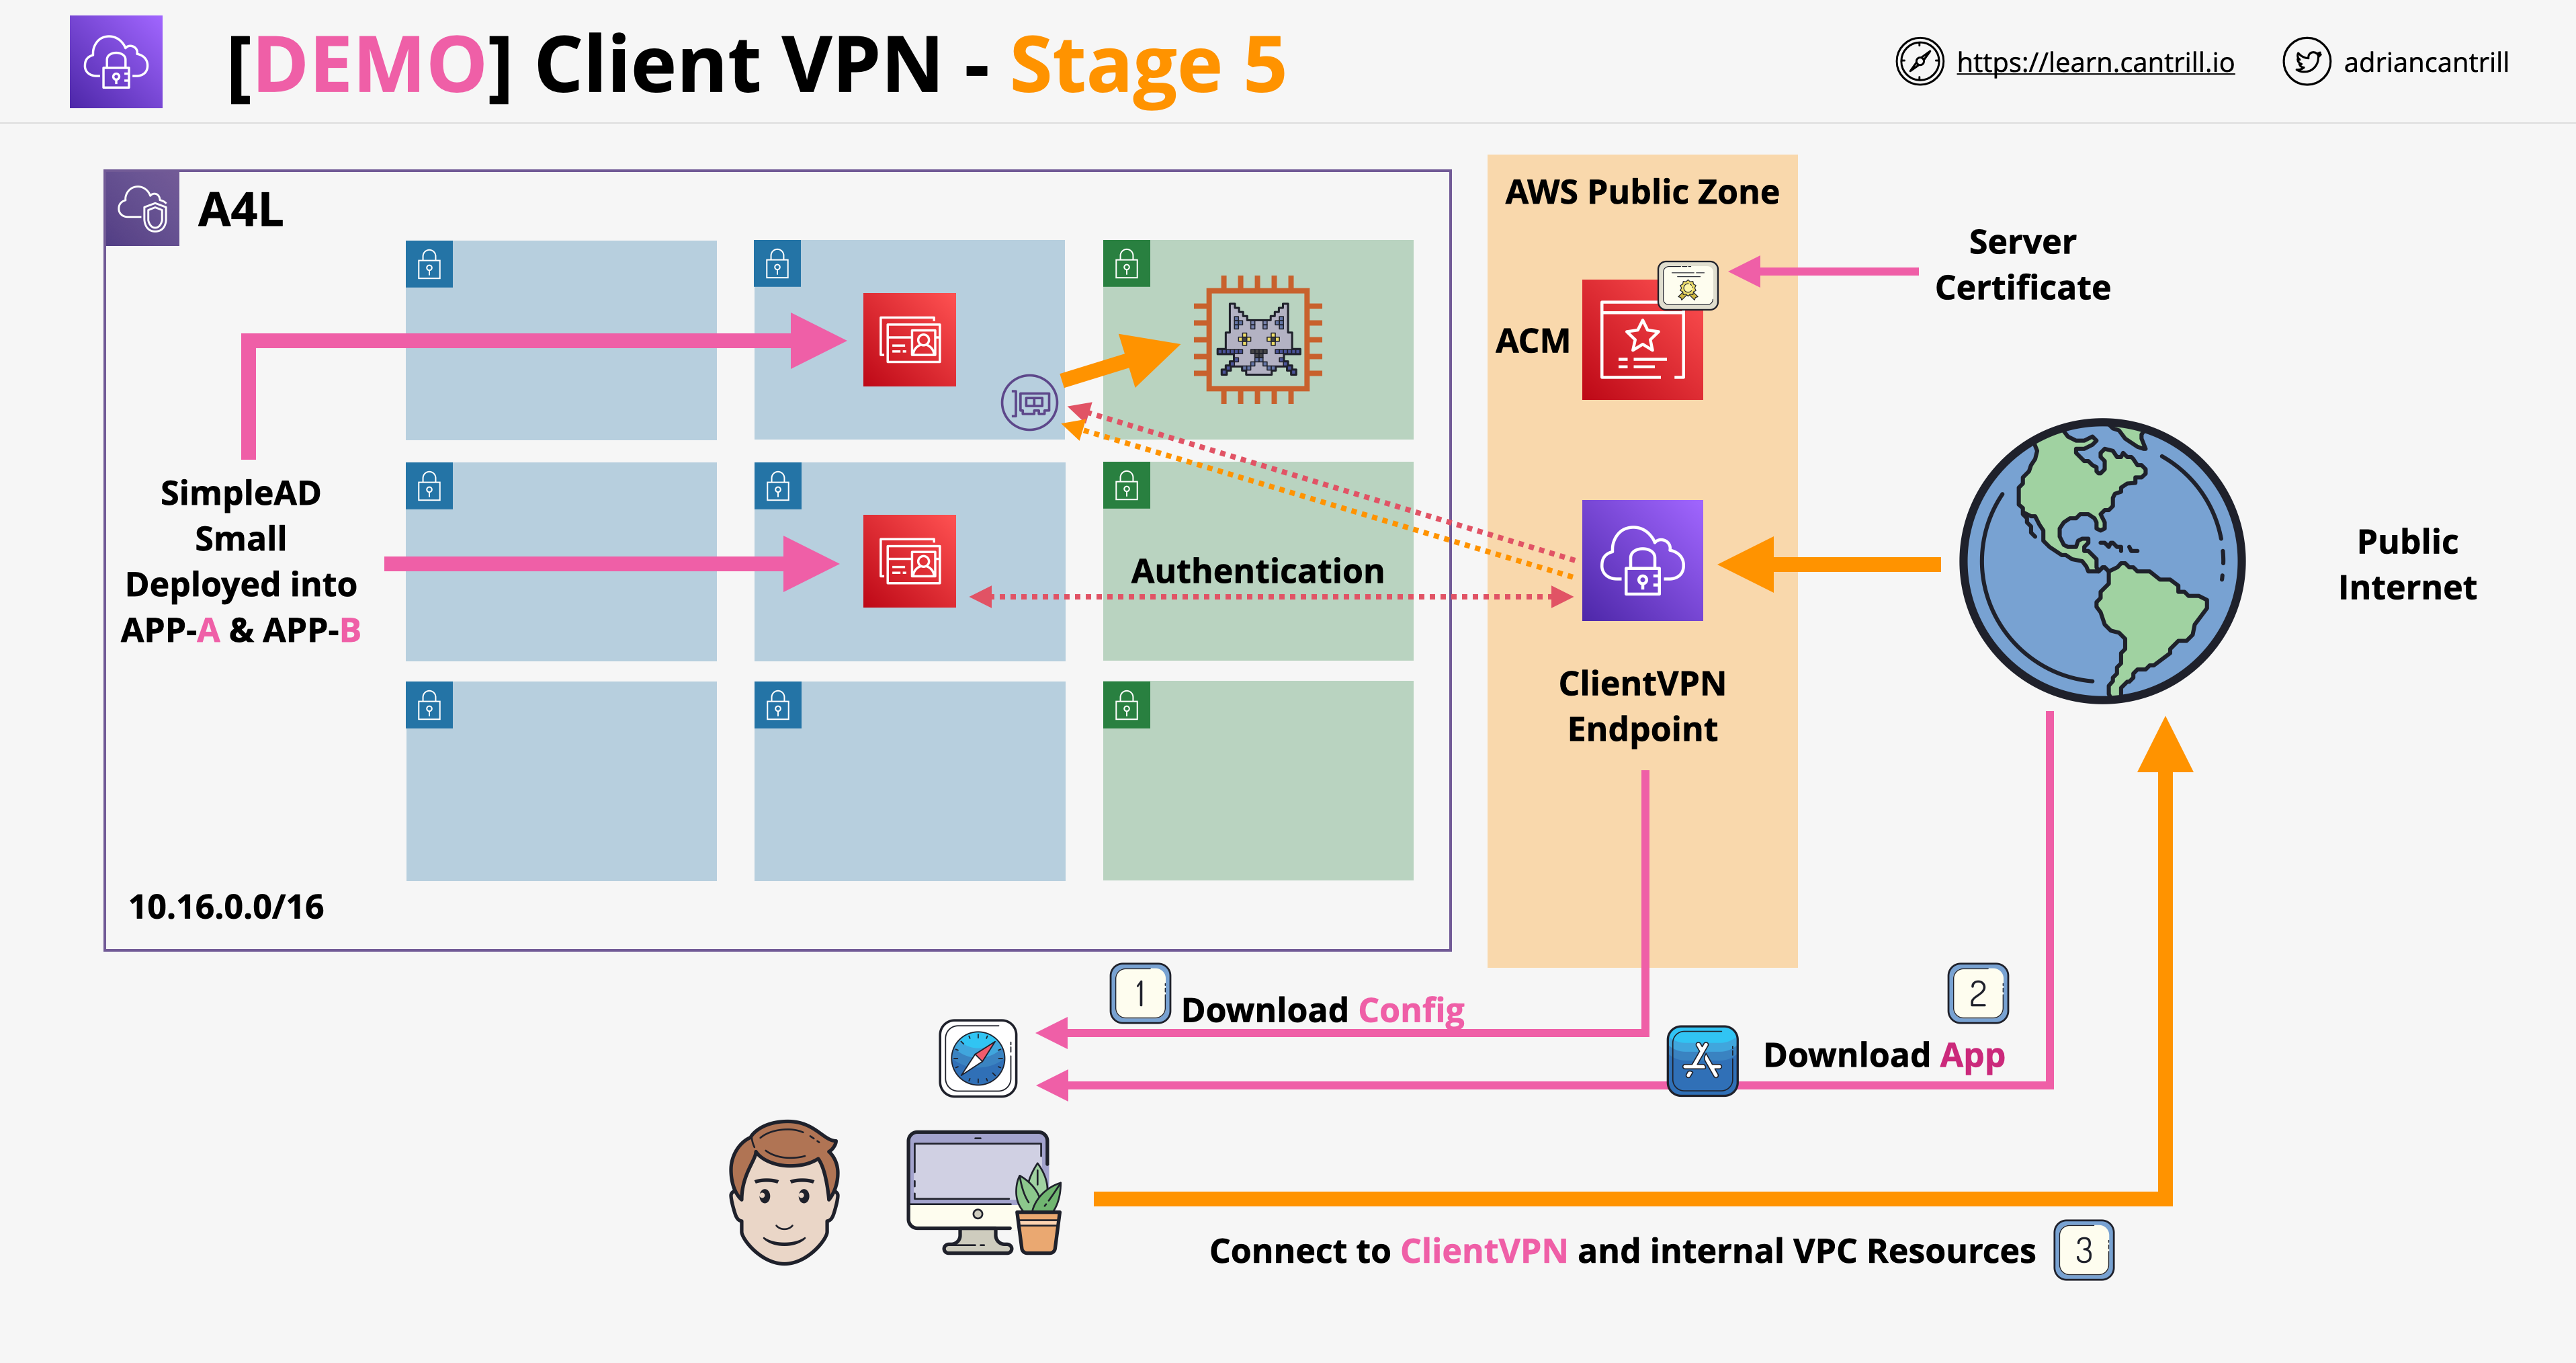 [DEMO] Client VPN - Stage 5
https://learn.cantrill.io
adriancantrill
A4L
AWS Public Zone
Server
Certificate
ACM
SimpleAD
Small
Deployed into
APP-A & APP-B
Authentication
Public
Internet
ClientVPN
Endpoint
10.16.0.0/16
1
Download Config
2
Download App
Connect to ClientVPN and internal VPC Resources
3